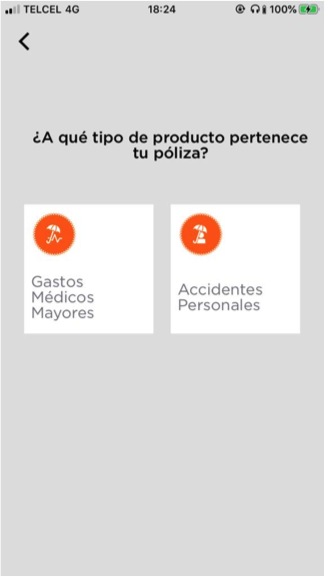 TELCEL 4G 18:24 100%
¿A qué tipo de producto pertenece
tu póliza?
Gastos
Médicos
Mayores
Accidentes
Personales